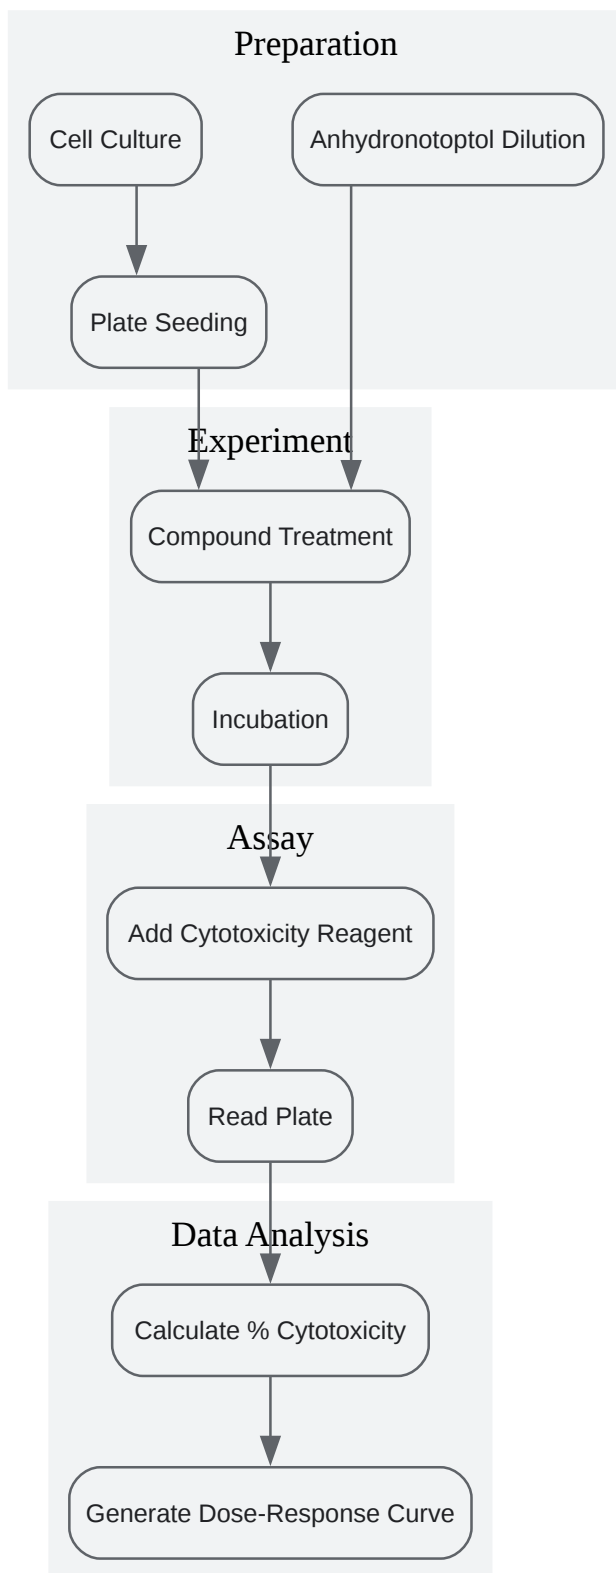 Preparation
Cell Culture
Anhydronotoptol Dilution
Plate Seeding
Experiment
Compound Treatment
Incubation
Assay
Add Cytotoxicity Reagent
Read Plate
Data Analysis
Calculate % Cytotoxicity
Generate Dose-Response Curve